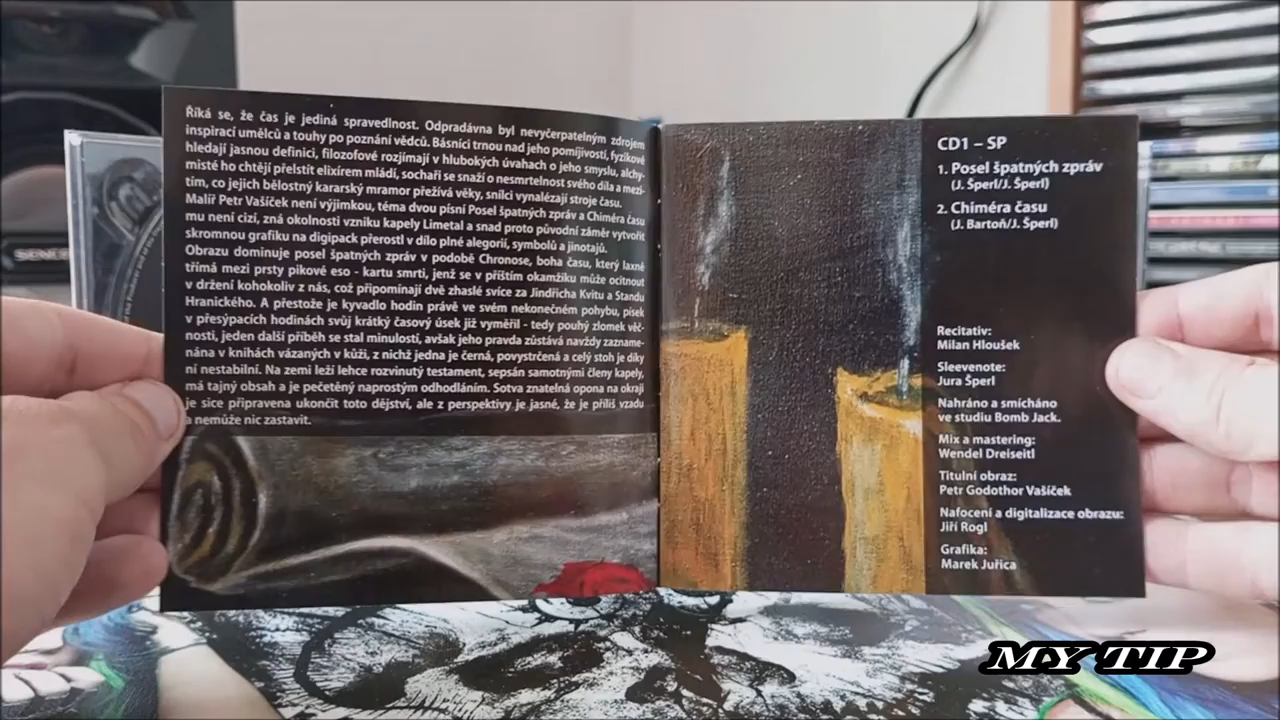 Říká se, že čas je jediná spravedlnost. Odpradávna byl nevyčerpatelným zdrojem
inspirací umělců a touhy po poznání vědců. Básníci trnou nad jeho pomíjivostí, fyzikové
hledají jasnou definici, filozofové rozjímají v hlubokých úvahách o jeho smyslu, alchy-
misté ho chtějí přelstít elixírem mládí, sochaři se snaží o nesmrtelnost svého díla a mezi-
tím, co jejich bělostný kararský mramor přežívá věky, snílci vynalézají stroje času.
Malíř Petr Vašíček není výjimkou, téma dvou písní Posel špatných zpráv a Chiméra času
mu není cizí, zná okolnosti vzniku kapely Limetal a snad proto původní záměr vytvořit
skromnou grafiku na digipack přerostl v dílo plné alegorií, symbolů a jinotajů.
Obrazu dominuje posel špatných zpráv v podobě Chronose, boha času, který laxně
třímá mezi prsty pikové eso - kartu smrti, jenž se v příštím okamžiku může ocitnout
v držení kohokoliv z nás, což připomínají dvě zhaslé svíce za Jindřicha Kvitu a Standu
Hranického. A přestože je kyvadlo hodin právě ve svém nekonečném pohybu, písek
v přesýpacích hodinách svůj krátký časový úsek již vyměřil - tedy pouhý zlomek věč-
nosti, jeden další příběh se stal minulostí, avšak jeho pravda zůstává navždy zazname-
nána v knihách vázaných v kůži, z nichž jedna je černá, povystrčená a celý stoh je díky
ní nestabilní. Na zemi leží lehce rozvinutý testament, sepsán samotnými členy kapely,
má tajný obsah a je pečetěný naprostým odhodláním. Sotva znatelná opona na okraji
je sice připravena ukončit toto dějství, ale z perspektivy je jasné, že je příliš vzadu
a nemůže nic zastavit.
CD1 – SP
1. Posel špatných zpráv
(J. Šperl/J. Šperl)
2. Chiméra času
(J. Bartoň/J. Šperl)
Recitativ:
Milan Hloušek
Sleevenote:
Jura Šperl
Nahráno a smícháno
ve studiu Bomb Jack.
Mix a mastering:
Wendel Dreiseitl
Titulní obraz:
Petr Godothor Vašíček
Nafocení a digitalizace obrazu:
Jiří Rogl
Grafika:
Marek Juřica
MY TIP